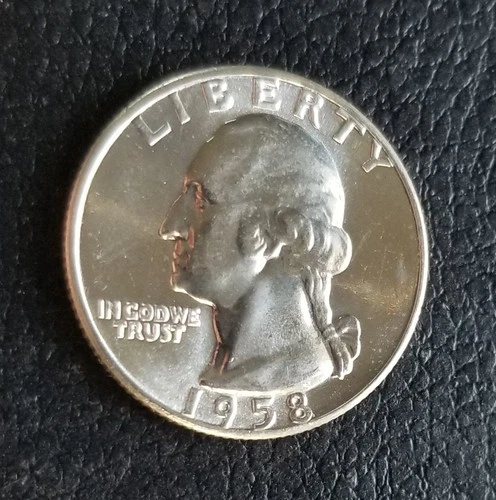 LIBERTY
IN GOD WE
TRUST
1958